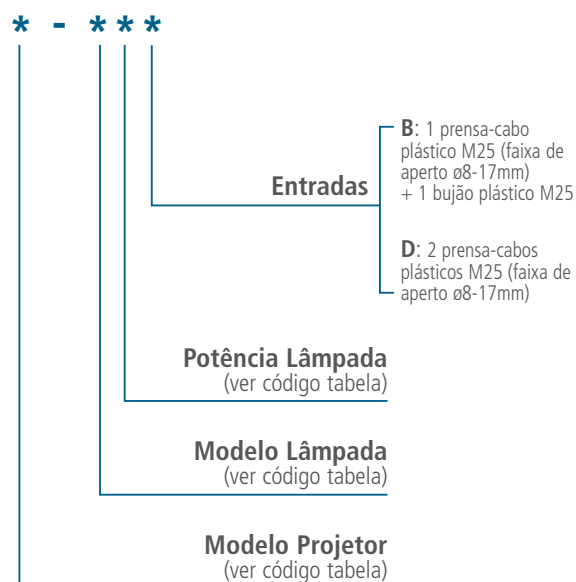 * - ***
B: 1 prensa-cabo
plástico M25 (faixa de
aperto ø8-17mm)
+ 1 bujão plástico M25
Entradas
D: 2 prensa-cabos
plásticos M25 (faixa de
aperto ø8-17mm)
Potência Lâmpada
(ver código tabela)
Modelo Lâmpada
(ver código tabela)
Modelo Projetor
(ver código tabela)